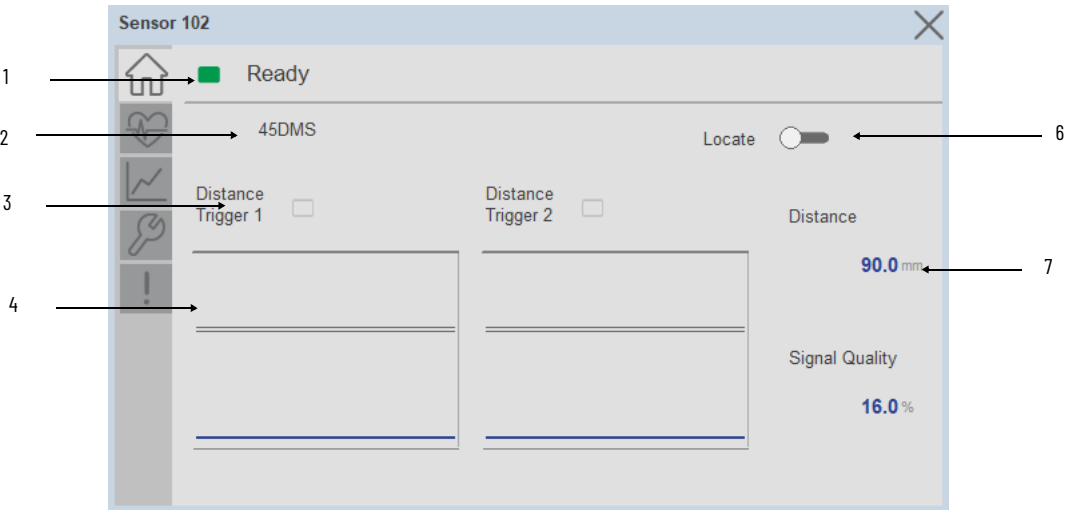 Sensor 102
1
Ready
2
45DMS
Locate
6
3
Distance
Trigger 1
Distance
Trigger 2
Distance
90.0 mm
7
4
Signal Quality
16.0 %